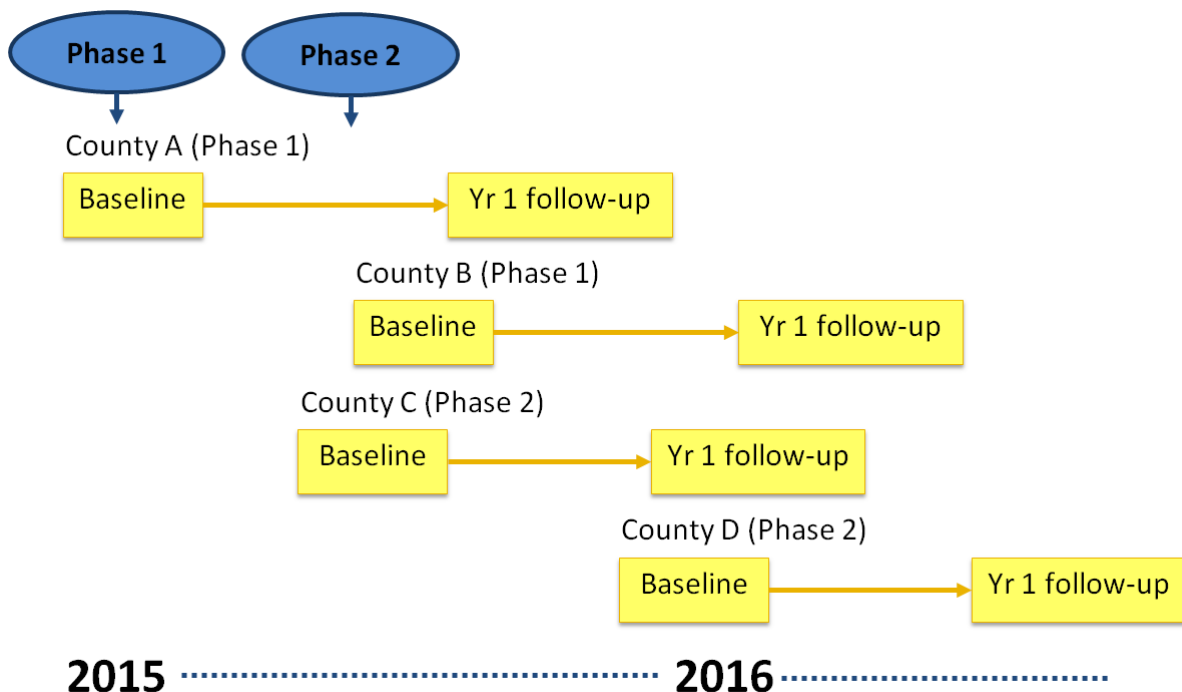 Phase 1
Phase 2
County A (Phase 1)
Baseline
Yr 1 follow-up
County B (Phase 1)
Baseline
Yr 1 follow-up
County C (Phase 2)
Baseline
Yr 1 follow-up
County D (Phase 2)
Baseline
Yr 1 follow-up
2015
2016